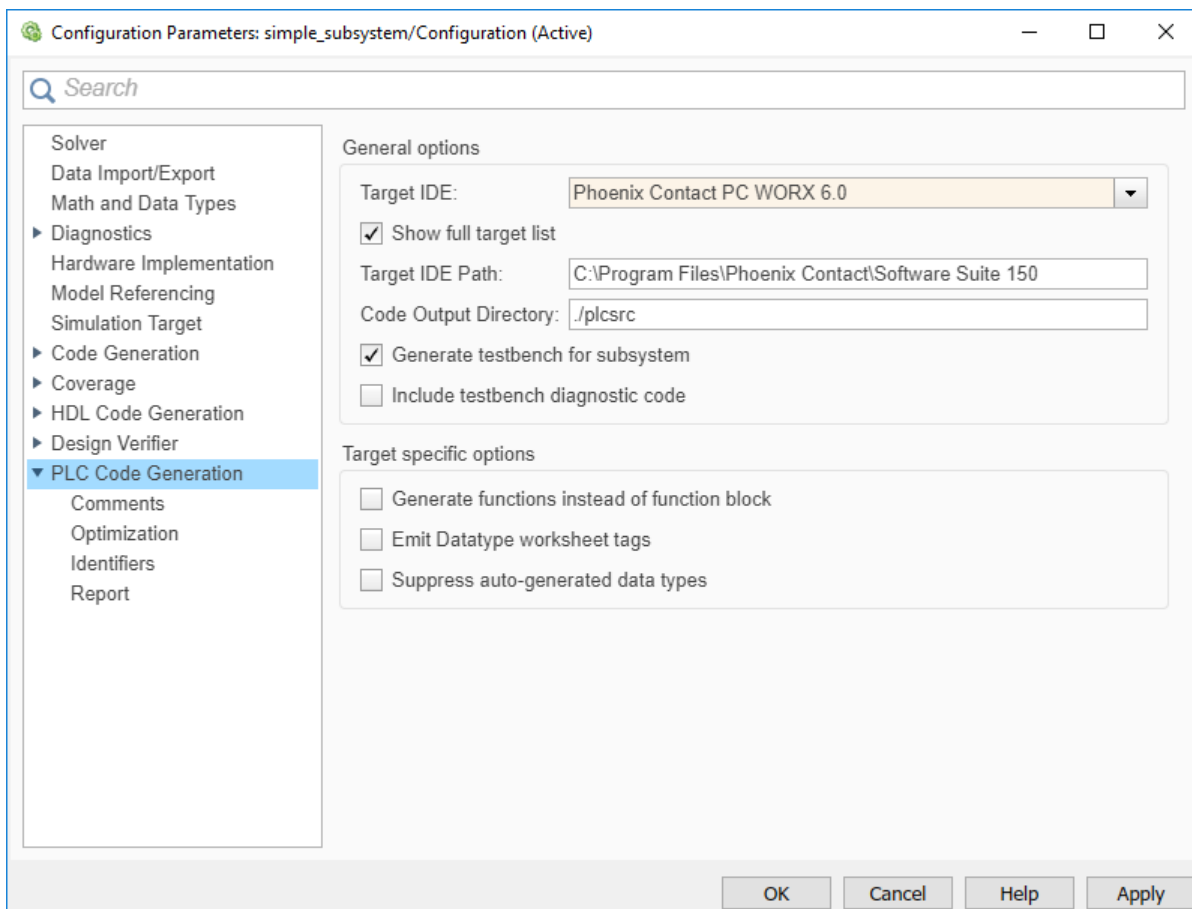 Configuration Parameters: simple_subsystem/Configuration (Active)
Search
Solver
Data Import/Export
Math and Data Types
Diagnostics
Hardware Implementation
Model Referencing
Simulation Target
Code Generation
Coverage
HDL Code Generation
Design Verifier
PLC Code Generation
Comments
Optimization
Identifiers
Report
General options
Target IDE: Phoenix Contact PC WORX 6.0
Show full target list
Target IDE Path: C:\Program Files\Phoenix Contact\Software Suite 150
Code Output Directory: ./plcsrc
Generate testbench for subsystem
Include testbench diagnostic code
Target specific options
Generate functions instead of function block
Emit Datatype worksheet tags
Suppress auto-generated data types
OK Cancel Help Apply